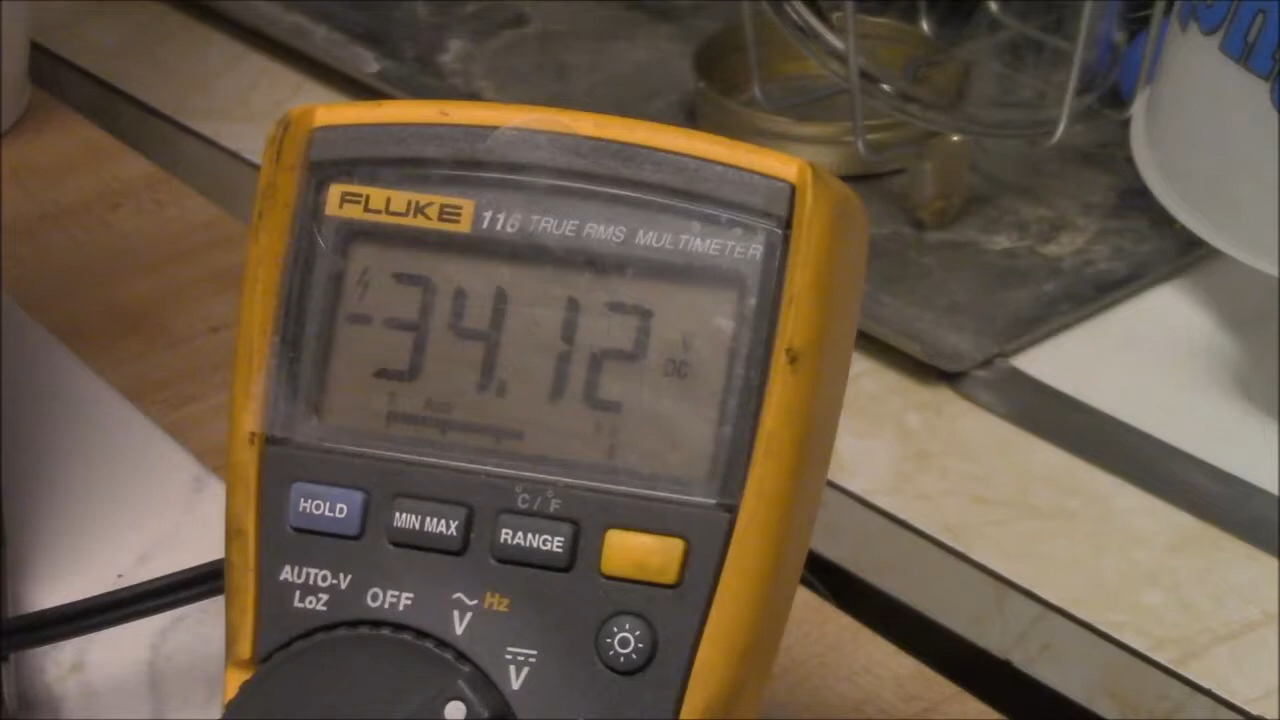 FLUKE 116 TRUE RMS MULTIMETER
-34.12 V DC
°C/°F
HOLD MIN MAX RANGE
AUTO-V LoZ OFF V Hz
V